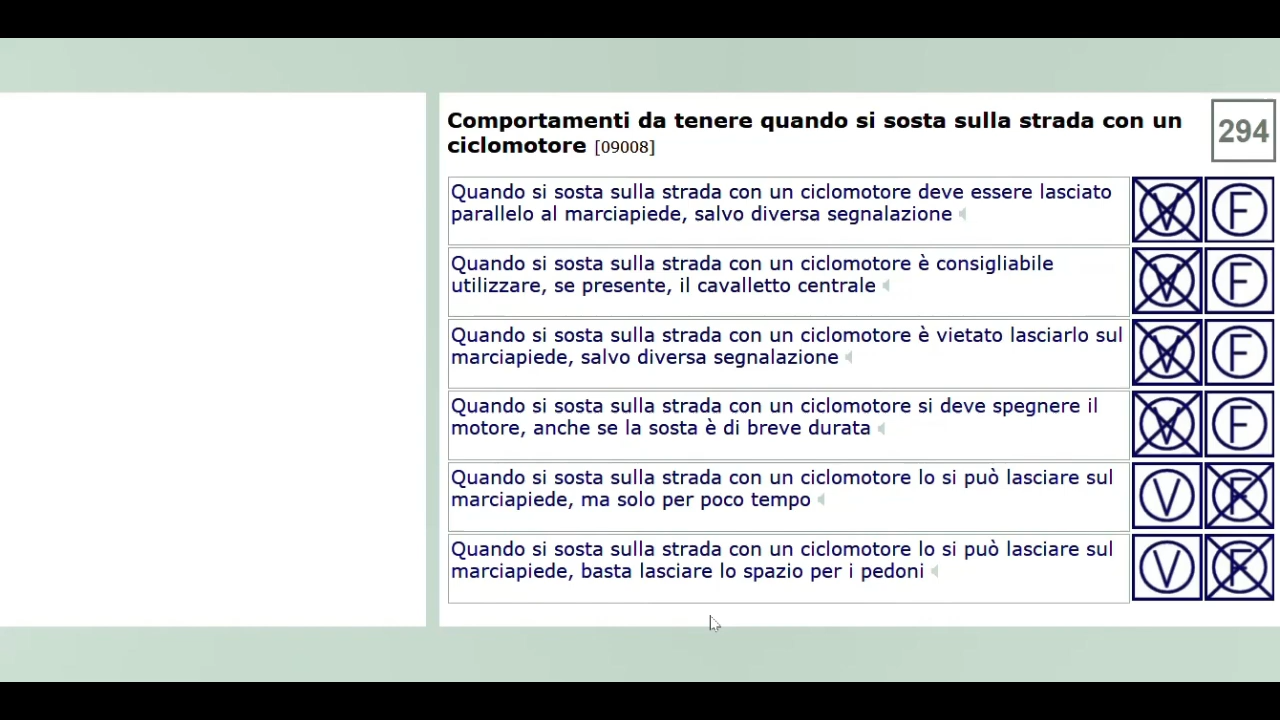 Comportamenti da tenere quando si sosta sulla strada con un
ciclomotore [09008]
294
Quando si sosta sulla strada con un ciclomotore deve essere lasciato
parallelo al marciapiede, salvo diversa segnalazione
V F
Quando si sosta sulla strada con un ciclomotore è consigliabile
utilizzare, se presente, il cavalletto centrale
V F
Quando si sosta sulla strada con un ciclomotore è vietato lasciarlo sul
marciapiede, salvo diversa segnalazione
V F
Quando si sosta sulla strada con un ciclomotore si deve spegnere il
motore, anche se la sosta è di breve durata
V F
Quando si sosta sulla strada con un ciclomotore lo si può lasciare sul
marciapiede, ma solo per poco tempo
V F
Quando si sosta sulla strada con un ciclomotore lo si può lasciare sul
marciapiede, basta lasciare lo spazio per i pedoni
V F